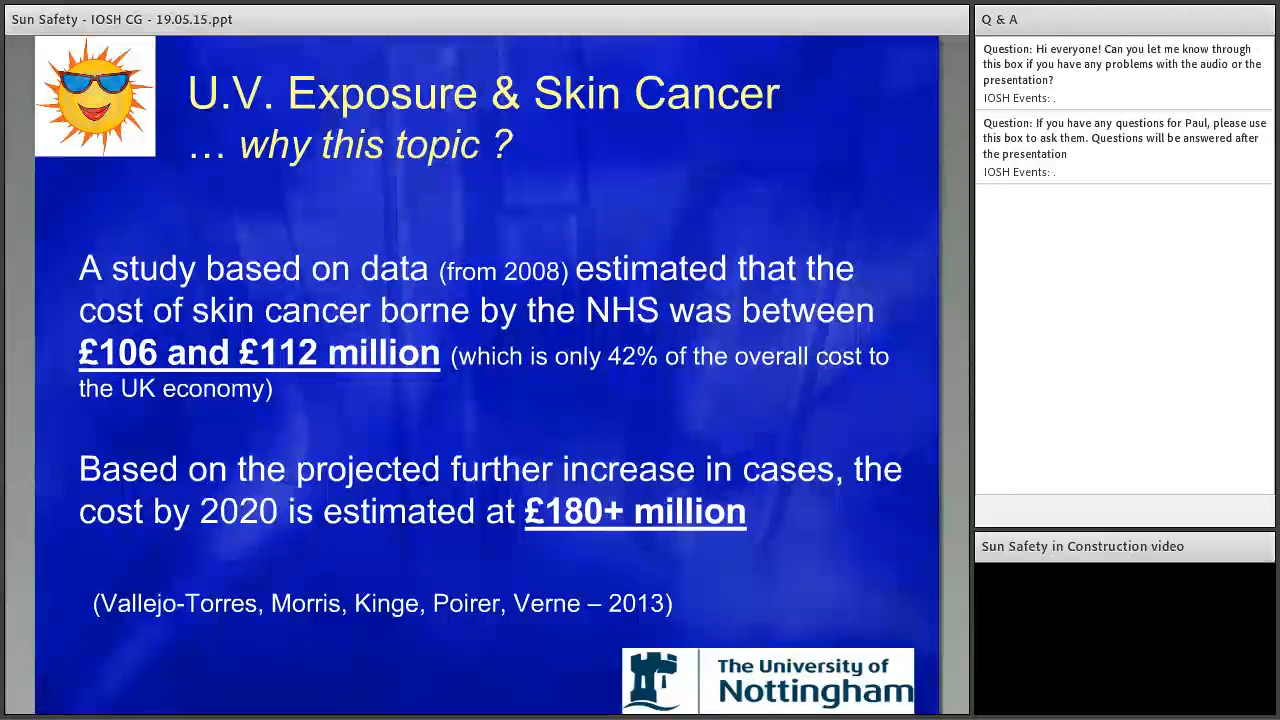 Sun Safety - IOSH CG - 19.05.15.ppt
U.V. Exposure & Skin Cancer
… why this topic ?
A study based on data (from 2008) estimated that the
cost of skin cancer borne by the NHS was between
£106 and £112 million (which is only 42% of the overall cost to
the UK economy)
Based on the projected further increase in cases, the
cost by 2020 is estimated at £180+ million
(Vallejo-Torres, Morris, Kinge, Poirer, Verne – 2013)
The University of
Nottingham
Q & A
Question: Hi everyone! Can you let me know through
this box if you have any problems with the audio or the
presentation?
IOSH Events: .
Question: If you have any questions for Paul, please use
this box to ask them. Questions will be answered after
the presentation
IOSH Events: .
Sun Safety in Construction video